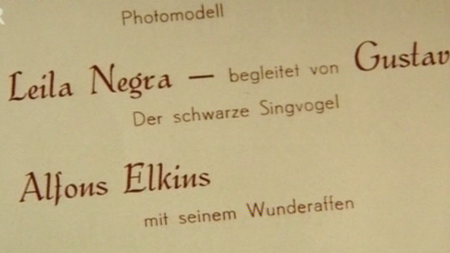 R
Photomodell
Leila Negra — begleitet von Gustav
Der schwarze Singvogel
Alfons Elkins
mit seinem Wunderaffen